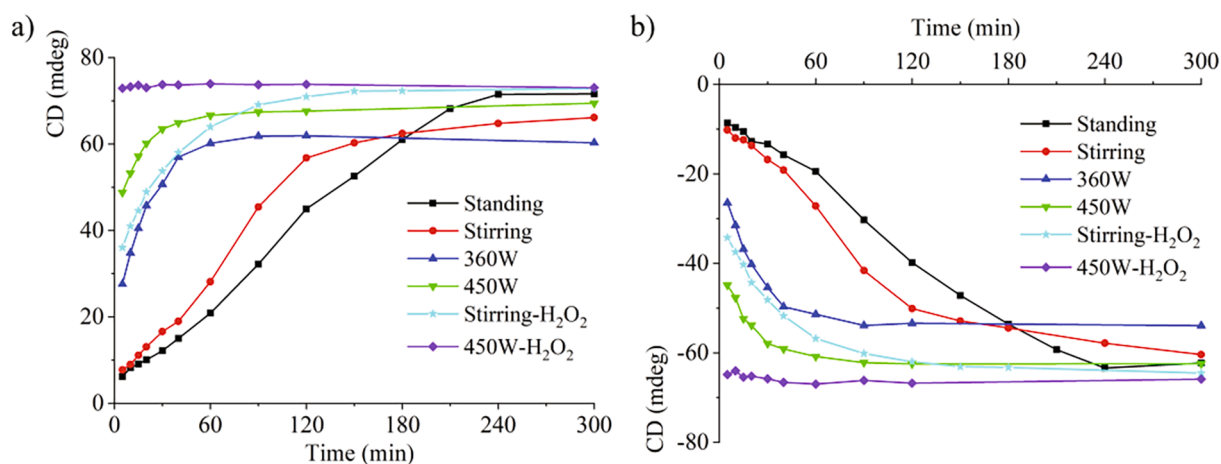 a)
CD (mdeg)
80
60
40
20
0
0 60 120 180 240 300
Time (min)
Standing
Stirring
360W
450W
Stirring-H₂O₂
450W-H₂O₂
b)
Time (min)
0 60 120 180 240 300
CD (mdeg)
0
-20
-40
-60
-80
Standing
Stirring
360W
450W
Stirring-H₂O₂
450W-H₂O₂